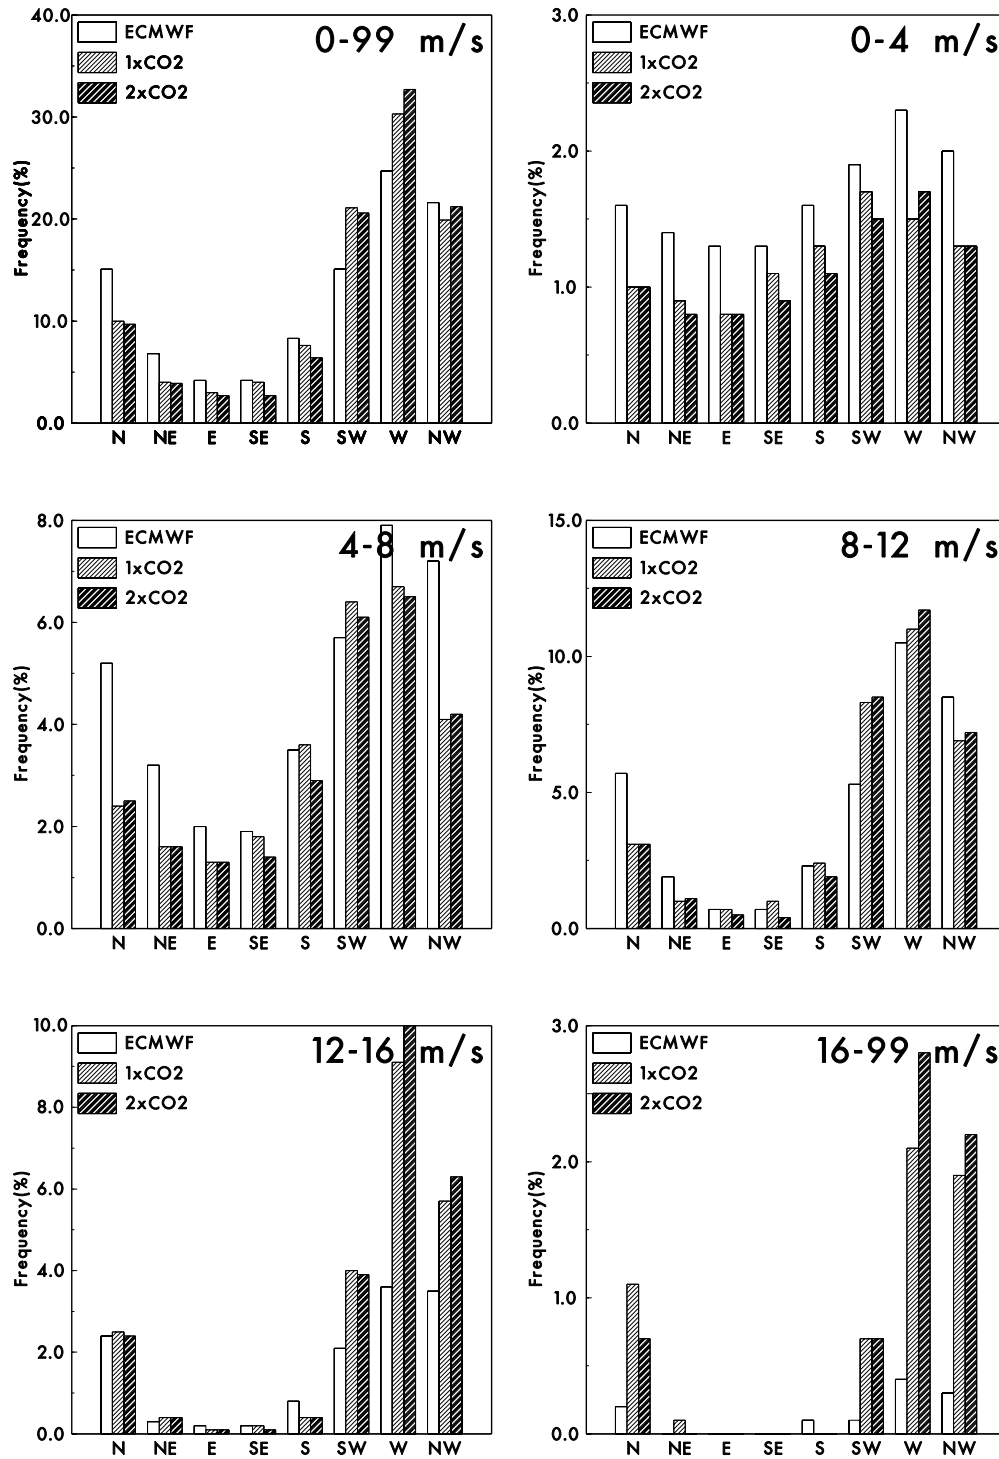 40.0
ECMWF
0-99 m/s
1xCO2
2xCO2
30.0
Frequency(%)
20.0
10.0
0.0
N NE E SE S SW W NW
3.0
ECMWF
0-4 m/s
1xCO2
2xCO2
2.0
Frequency(%)
1.0
0.0
N NE E SE S SW W NW
8.0
ECMWF
4-8 m/s
1xCO2
2xCO2
6.0
Frequency(%)
4.0
2.0
0.0
N NE E SE S SW W NW
15.0
ECMWF
8-12 m/s
1xCO2
2xCO2
10.0
Frequency(%)
5.0
0.0
N NE E SE S SW W NW
10.0
ECMWF
12-16 m/s
1xCO2
2xCO2
8.0
6.0
Frequency(%)
4.0
2.0
0.0
N NE E SE S SW W NW
3.0
ECMWF
16-99 m/s
1xCO2
2xCO2
2.0
Frequency(%)
1.0
0.0
N NE E SE S SW W NW